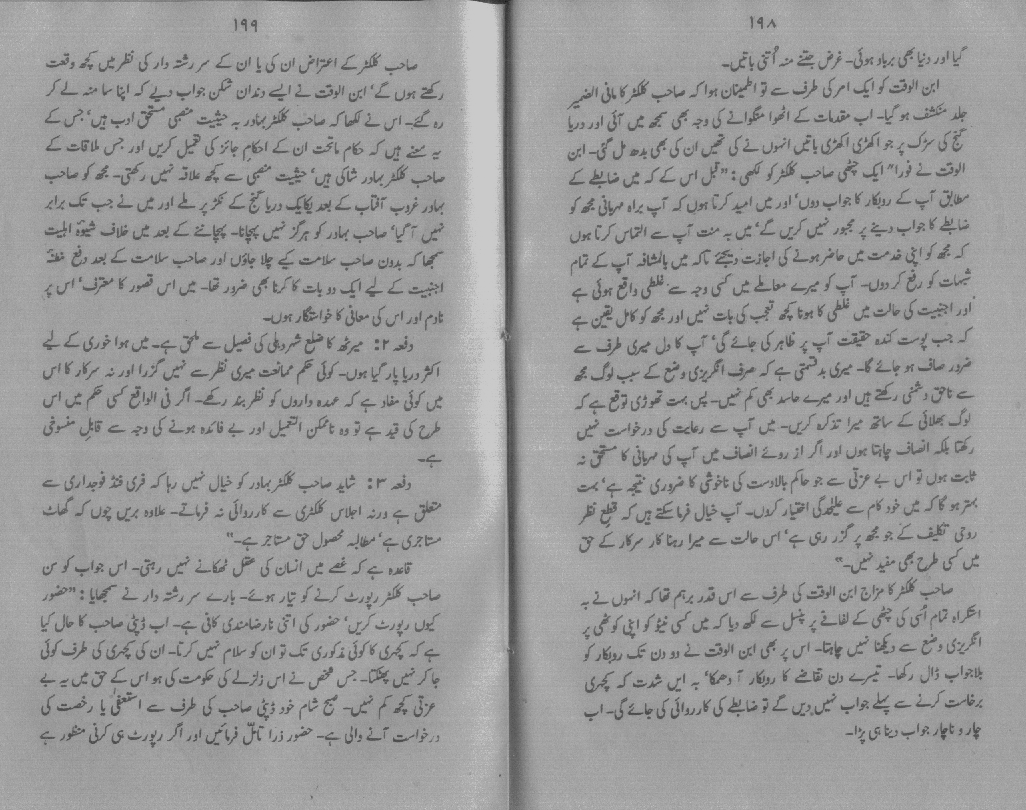 ۱۹۸
گیا اور دنیا بھی برباد ہوئی۔ غرض جتنے منہ اُتنی باتیں۔
ابن الوقت کو ایک امر کی طرف سے تو اطمینان ہوا کہ صاحب کلکٹر کا مافی الضمیر
جلد منکشف ہو گیا۔ اب مقدمات کے اٹھوا منگوانے کی وجہ بھی سمجھ میں آئی اور دریا
گنج کی سڑک پر جو اکھڑی اکھڑی باتیں انہوں نے کی تھیں ان کی بھی بدھ مل گئی۔ ابن
الوقت نے فوراً ایک چٹھی صاحب کلکٹر کو لکھی: "قبل اس کے کہ میں ضابطے کے
مطابق آپ کے روبکار کا جواب دوں، اور میں امید کرتا ہوں کہ آپ براہ مہربانی مجھ کو
ضابطے کا جواب دینے پر مجبور نہیں کریں گے، میں بہ منت آپ سے التماس کرتا ہوں
کہ مجھ کو اپنی خدمت میں حاضر ہونے کی اجازت دیجئے تاکہ میں بالمشافہ آپ کے تمام
شبہات کو رفع کر دوں۔ آپ کو میرے معاملے میں کسی وجہ سے غلطی واقع ہوئی ہے
اور اجنبیت کی حالت میں غلطی کا ہونا کچھ تعجب کی بات نہیں اور مجھ کو کامل یقین ہے
کہ جب پوست کندہ حقیقت آپ پر ظاہر کی جائے گی، آپ کا دل میری طرف سے
ضرور صاف ہو جائے گا۔ میری بدقسمتی ہے کہ صرف انگریزی وضع کے سبب لوگ مجھ
سے ناحق دشمنی رکھتے ہیں اور میرے حاسد بھی کم نہیں۔ پس بہت تھوڑی توقع ہے کہ
لوگ بھلائی کے ساتھ میرا تذکرہ کریں۔ میں آپ سے رعایت کی درخواست نہیں
رکھتا بلکہ انصاف چاہتا ہوں اور اگر از روئے انصاف میں آپ کی مہربانی کا مستحق نہ
ثابت ہوں تو اس بے عزتی سے جو حاکم بالادست کی ناخوشی کا ضروری نتیجہ ہے، بہت
بہتر ہو گا کہ میں خود کام سے علیٰحدگی اختیار کروں۔ آپ خیال فرما سکتے ہیں کہ قطع نظر
روحی تکلیف کے جو مجھ پر گزر رہی ہے، اس حالت سے میرا رہنا کار سرکار کے حق
میں کسی طرح بھی مفید نہیں۔"
صاحب کلکٹر کا مزاج ابن الوقت کی طرف سے اس قدر برہم تھا کہ انہوں نے بہ
استکراہ تمام اُسی کی چٹھی کے لفافے پر پنسل سے لکھ دیا کہ میں کسی نیٹو کو اپنی کوٹھی پر
انگریزی وضع سے دیکھنا نہیں چاہتا۔ اس پر بھی ابن الوقت نے دو دن تک روبکار کو
بلاجواب ڈال رکھا۔ تیسرے دن تقاضے کا روبکار آ دھمکا، بہ ایں شدت کہ کچہری
برخاست کرنے سے پہلے جواب نہیں دیں گے تو ضابطے کی کارروائی کی جائے گی۔ اب
چار و ناچار جواب دینا ہی پڑا۔
۱۹۹
صاحب کلکٹر کے اعتراض ان کی یا ان کے سر رشتہ دار کی نظر میں کچھ وقعت
رکھتے ہوں گے، ابن الوقت نے ایسے دندان شکن جواب دیے کہ اپنا سا منہ لے کر
رہ گئے۔ اس نے لکھا کہ صاحب کلکٹر بہادر بہ حیثیت منصبی مستحق ادب ہیں، جس کے
یہ معنے ہیں کہ حکام ماتحت ان کے احکام جائز کی تعمیل کریں اور جس ملاقات کے
صاحب کلکٹر بہادر شاکی ہیں، حیثیت منصبی سے کچھ علاقہ نہیں رکھتی۔ مجھ کو صاحب
بہادر غروب آفتاب کے بعد یکایک دریا گنج کے نکڑ پر ملے اور میں نے جب تک برابر
نہیں آ گیا، صاحب بہادر کو ہرگز نہیں پہچانا۔ پہچاننے کے بعد میں خلاف شیوۂ اہلیت
سمجھا کہ بدون صاحب سلامت کیے چلا جاؤں اور صاحب سلامت کے بعد دفع
اجنبیت کے لیے ایک دو بات کا کرنا بھی ضرور تھا۔ میں اس قصور کا معترف، اس پر
نادم اور اس کی معافی کا خواستگار ہوں۔
دفعہ ۲: میرٹھ کا ضلع شہر دہلی کی فصیل سے ملحق ہے۔ میں ہوا خوری کے لیے
اکثر دریا پار گیا ہوں۔ کوئی حکم ممانعت میری نظر سے نہیں گزرا اور نہ سرکار کا اس
میں کوئی مفاد ہے کہ عہدہ داروں کو نظر بند رکھے۔ اگر فی الواقع کسی حکم میں اس
طرح کی قید ہے تو وہ ناممکن التعمیل اور بے فائدہ ہونے کی وجہ سے قابل منسوخی
ہے۔
دفعہ ۳: شاید صاحب کلکٹر بہادر کو خیال نہیں رہا کہ فری فنڈ فوجداری سے
متعلق ہے ورنہ اجلاس کلکٹری سے کارروائی نہ فرماتے۔ علاوہ بریں چوں کہ گھاٹ
مستاجری ہے، مطالبہ محصول حق مستاجر ہے۔"
قاعدہ ہے کہ غصے میں انسان کی عقل ٹھکانے نہیں رہتی۔ اس جواب کو سن
صاحب کلکٹر رپورٹ کرنے کو تیار ہوئے۔ بارے سر رشتہ دار نے سمجھایا: "حضور
کیوں رپورٹ کریں، حضور کی اتنی نارضامندی کافی ہے۔ اب ڈپٹی صاحب کا حال کیا
ہے کہ کچہری کا کوئی مذکوری تک تو ان کو سلام نہیں کرتا۔ ان کی کچہری کی طرف کوئی
جا کر نہیں پھٹکتا۔ جس شخص نے اس زلزلے کی حکومت کی ہو اس کے حق میں یہ بے
عزتی کچھ کم نہیں۔ صبح شام خود ڈپٹی صاحب کی طرف سے استعفیٰ یا رخصت کی
درخواست آنے والی ہے۔ حضور ذرا تامل فرمائیں اور اگر رپورٹ ہی کرنی منظور ہے